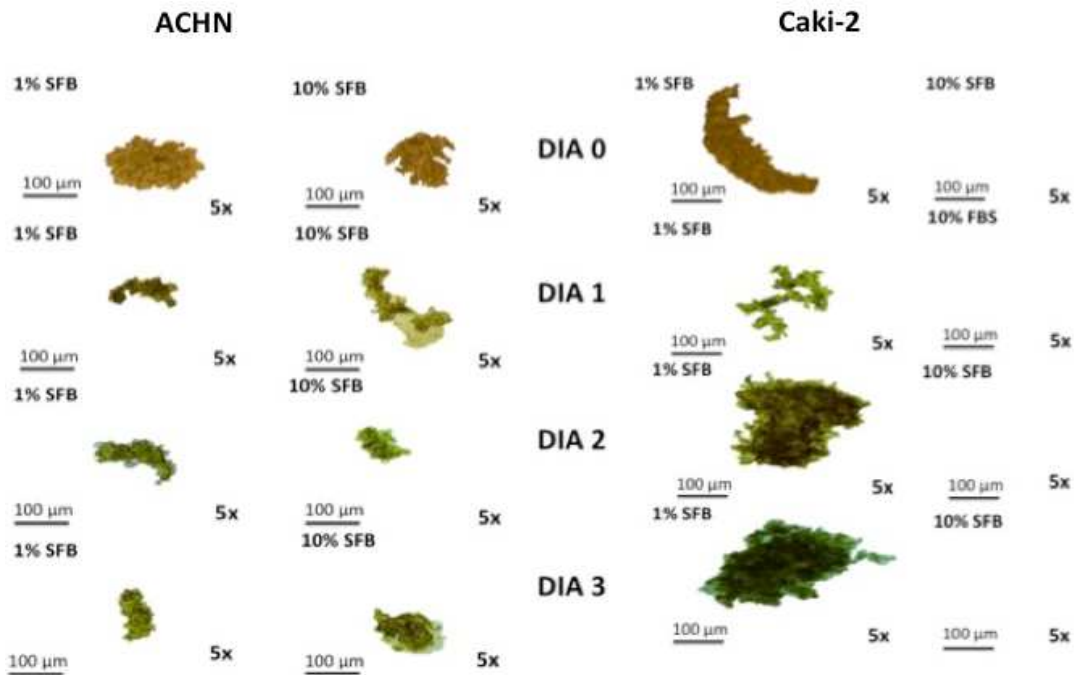 ACHN Caki-2
1% SFB 10% SFB 1% SFB 10% SFB
DIA 0
100 µm 5x 100 µm 5x 100 µm 5x 100 µm 5x
1% SFB 10% SFB 1% SFB 10% FBS
DIA 1
100 µm 5x 100 µm 5x 100 µm 5x 100 µm 5x
1% SFB 10% SFB 1% SFB 10% SFB
DIA 2
100 µm 5x 100 µm 5x 100 µm 5x 100 µm 5x
1% SFB 10% SFB 1% SFB 10% SFB
DIA 3
100 µm 5x 100 µm 5x 100 µm 5x 100 µm 5x